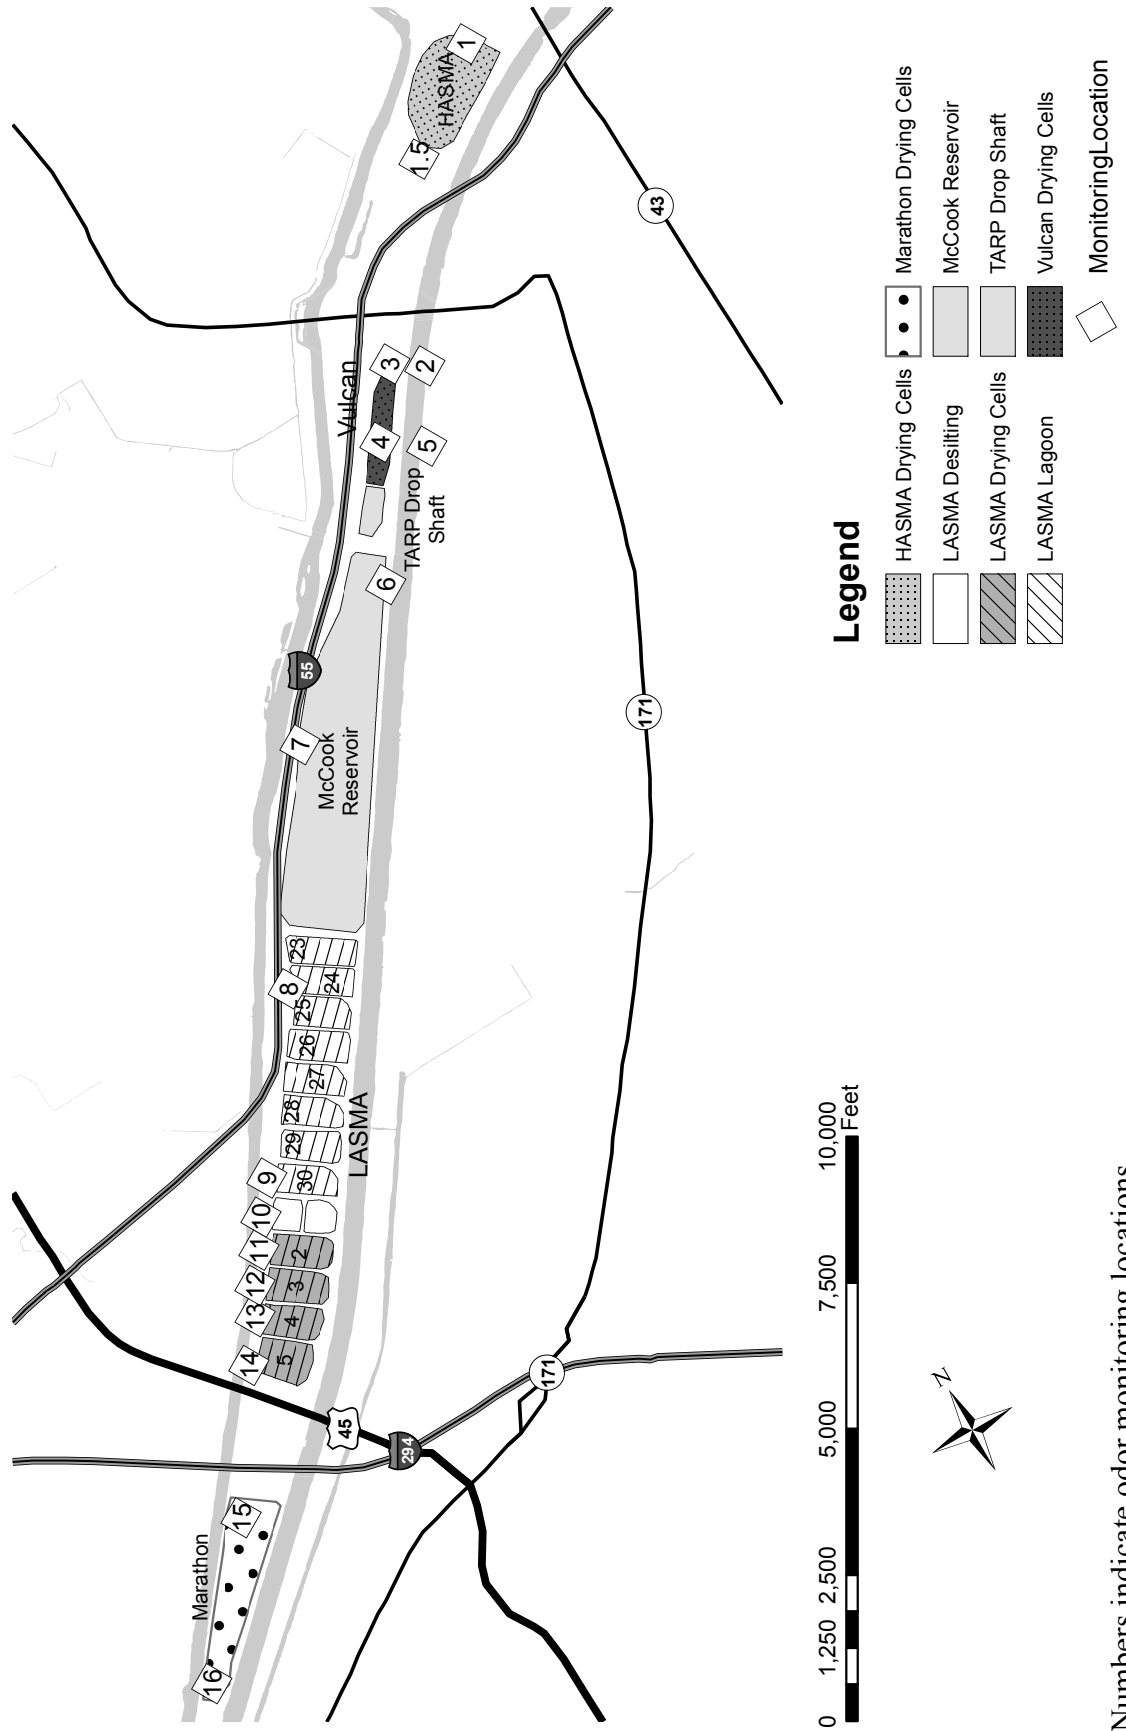 1
HASMA
1.5
43
Vulcan
3
2
4
5
TARP Drop
Shaft
6
55
7
McCook
Reservoir
171
23
8
24
25
26
27
28
29
LASMA
9
30
10
11
2
12
3
13
4
14
5
45
294
171
15
Marathon
16
Legend
HASMA Drying Cells
LASMA Desilting
LASMA Drying Cells
LASMA Lagoon
Marathon Drying Cells
McCook Reservoir
TARP Drop Shaft
Vulcan Drying Cells
MonitoringLocation
0 1,250 2,500 5,000 7,500 10,000
Feet
N
Numbers indicate odor monitoring locations